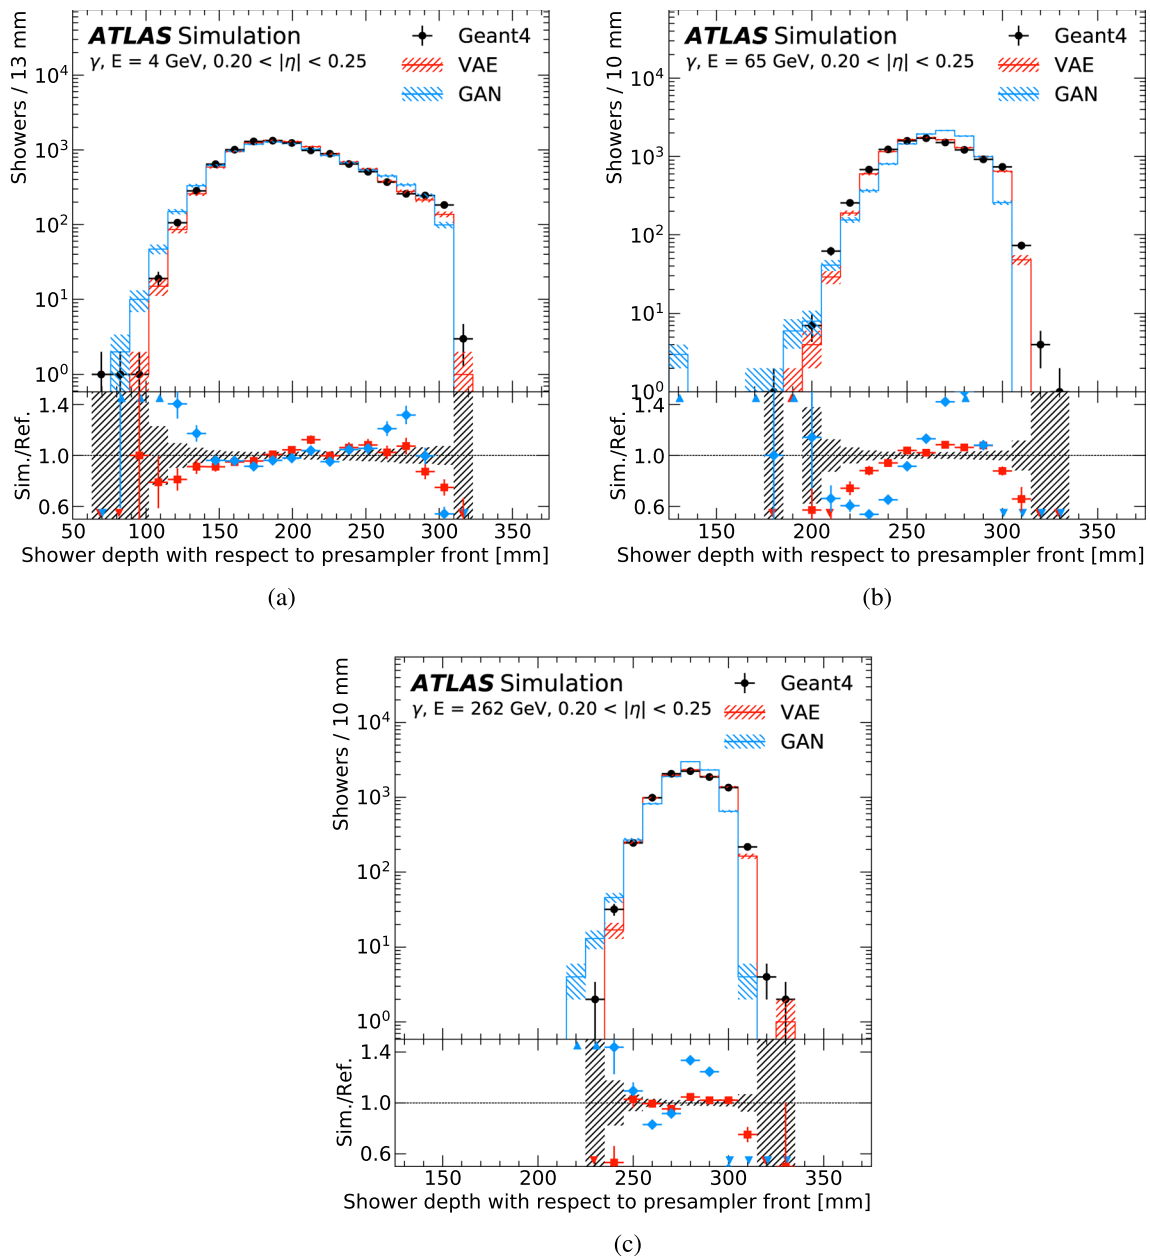 ATLAS Simulation
γ, E = 4 GeV, 0.20 < |η| < 0.25
Geant4
VAE
GAN
Showers / 13 mm
10⁴
10³
10²
10¹
10⁰
Sim./Ref.
1.4
1.0
0.6
50 100 150 200 250 300 350
Shower depth with respect to presampler front [mm]
(a)
ATLAS Simulation
γ, E = 65 GeV, 0.20 < |η| < 0.25
Geant4
VAE
GAN
Showers / 10 mm
10⁴
10³
10²
10¹
10⁰
Sim./Ref.
1.4
1.0
0.6
150 200 250 300 350
Shower depth with respect to presampler front [mm]
(b)
ATLAS Simulation
γ, E = 262 GeV, 0.20 < |η| < 0.25
Geant4
VAE
GAN
Showers / 10 mm
10⁴
10³
10²
10¹
10⁰
Sim./Ref.
1.4
1.0
0.6
150 200 250 300 350
Shower depth with respect to presampler front [mm]
(c)